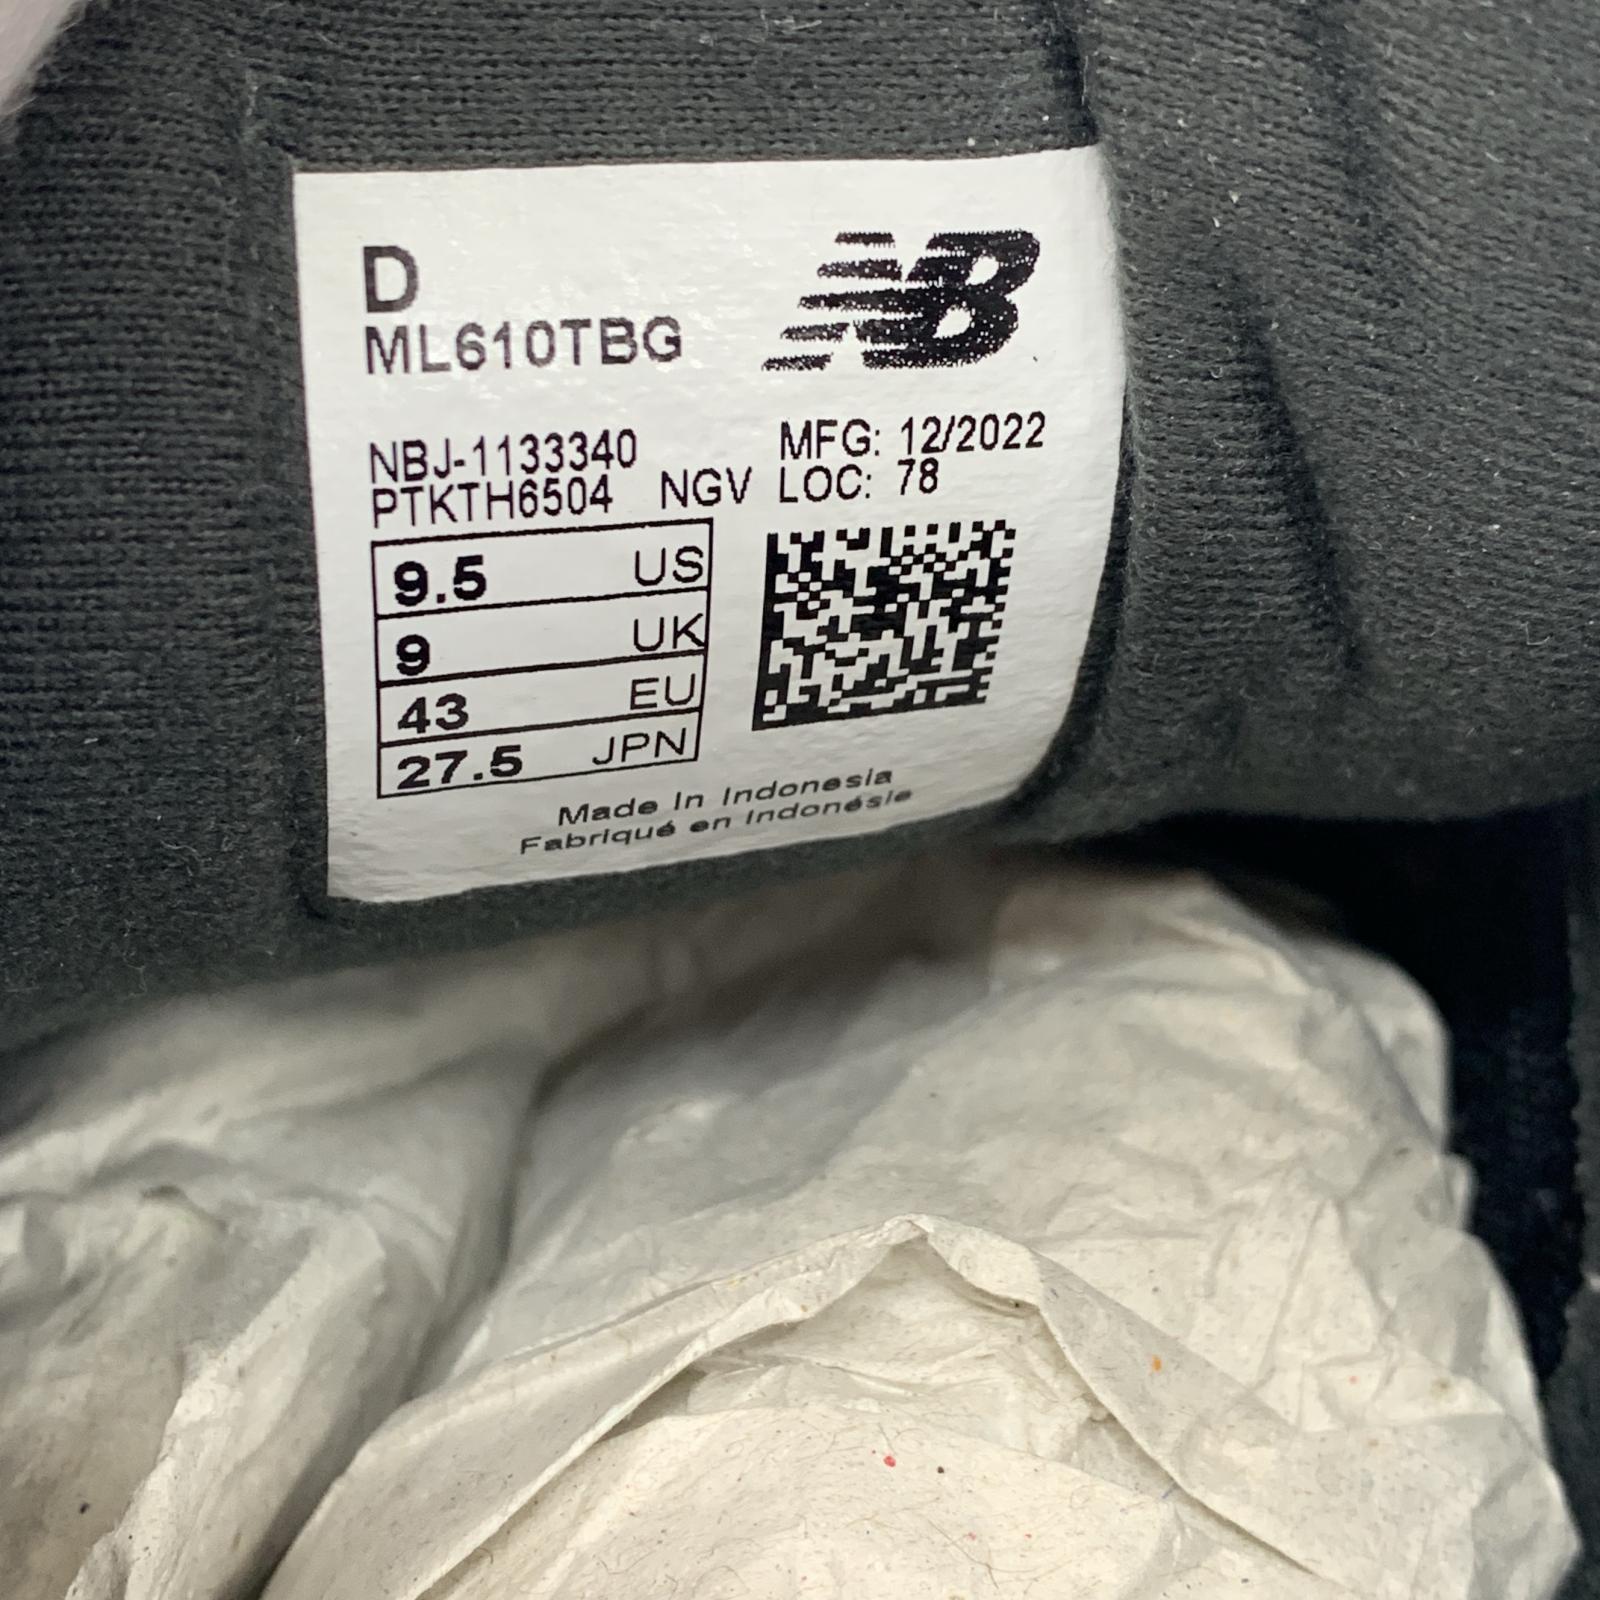 D
ML610TBG
NB
NBJ-1133340 MFG: 12/2022
PTKTH6504 NGV LOC: 78
9.5 US
9 UK
43 EU
27.5 JPN
Made In Indonesia
Fabriqué en Indonésie